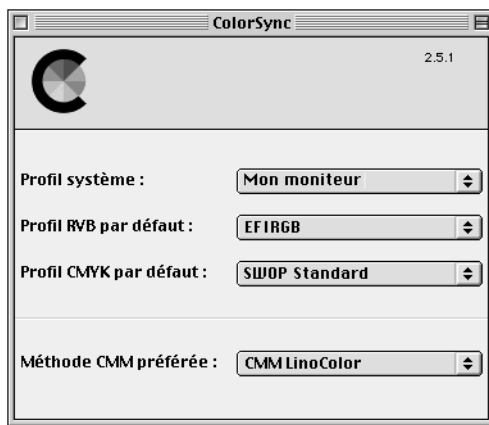 ColorSync
2.5.1
Profil système : Mon moniteur
Profil RVB par défaut : EFIRGB
Profil CMYK par défaut : SWOP Standard
Méthode CMM préférée : CMM LinoColor